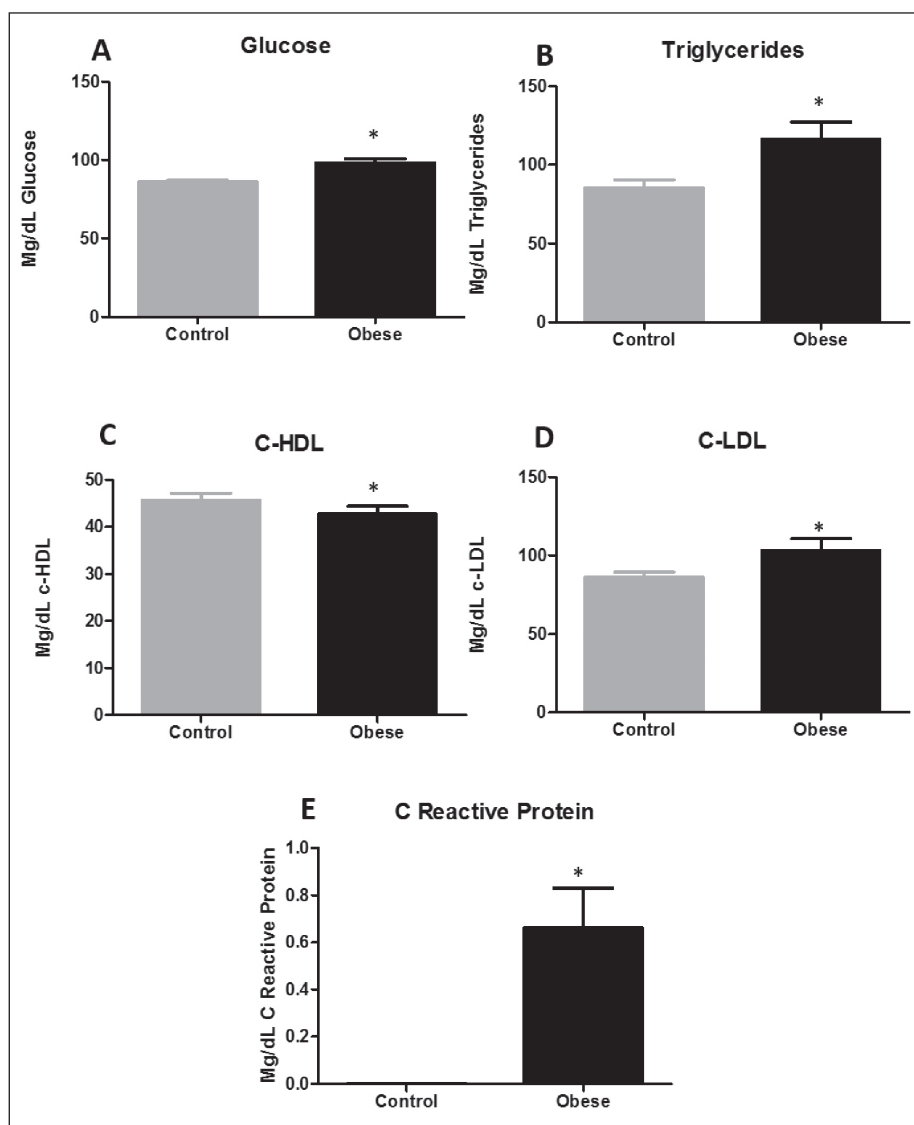 A
Glucose
Mg/dL Glucose
150
100
50
0
*
Control
Obese
B
Triglycerides
Mg/dL Triglycerides
150
100
50
0
*
Control
Obese
C
C-HDL
Mg/dL c-HDL
50
40
30
20
10
0
*
Control
Obese
D
C-LDL
Mg/dL c-LDL
150
100
50
0
*
Control
Obese
E
C Reactive Protein
Mg/dL C Reactive Protein
1.0
0.8
0.6
0.4
0.2
0.0
*
Control
Obese